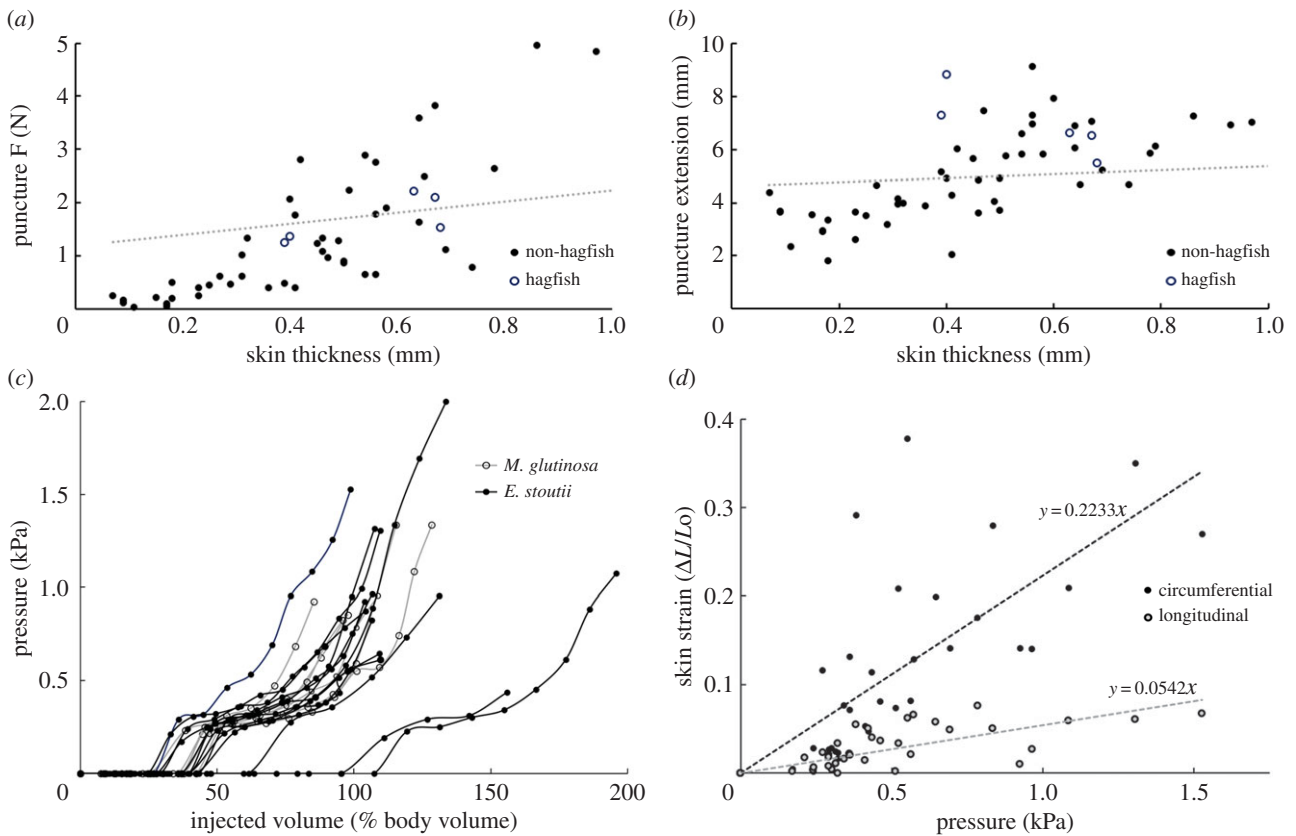 (a)
5
4
3
2
1
0
0.2
0.4
0.6
0.8
1.0
puncture F (N)
skin thickness (mm)
non-hagfish
hagfish
(b)
10
8
6
4
2
0
0.2
0.4
0.6
0.8
1.0
puncture extension (mm)
skin thickness (mm)
non-hagfish
hagfish
(c)
2.0
1.5
1.0
0.5
0
50
100
150
200
pressure (kPa)
injected volume (% body volume)
M. glutinosa
E. stoutii
(d)
0.4
0.3
0.2
0.1
0
0.5
1.0
1.5
skin strain (ΔL/Lo)
pressure (kPa)
y=0.2233x
circumferential
longitudinal
y=0.0542x